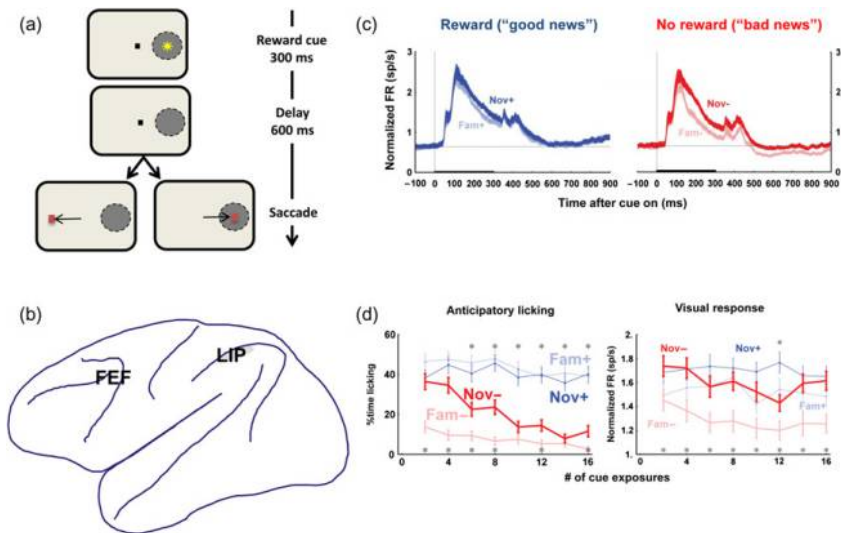 (a)
Reward cue
300 ms
Delay
600 ms
Saccade
(b)
FEF
LIP
(c)
Reward (“good news”)
No reward (“bad news”)
Normalized FR (sp/s)
3
2
1
0
Nov+
Fam+
−100 0 100 200 300 400 500 600 700 800 900
3
2
1
0
Nov−
Fam−
−100 0 100 200 300 400 500 600 700 800 900
Time after cue on (ms)
(d)
Anticipatory licking
%time licking
60
40
20
0
Fam+
Nov+
Nov−
Fam−
0 4 8 12 16
Visual response
Normalized FR (sp/s)
2.
1.8
1.6
1.4
1.2
1.
Nov−
Nov+
Fam+
Fam−
0 4 8 12 16
# of cue exposures